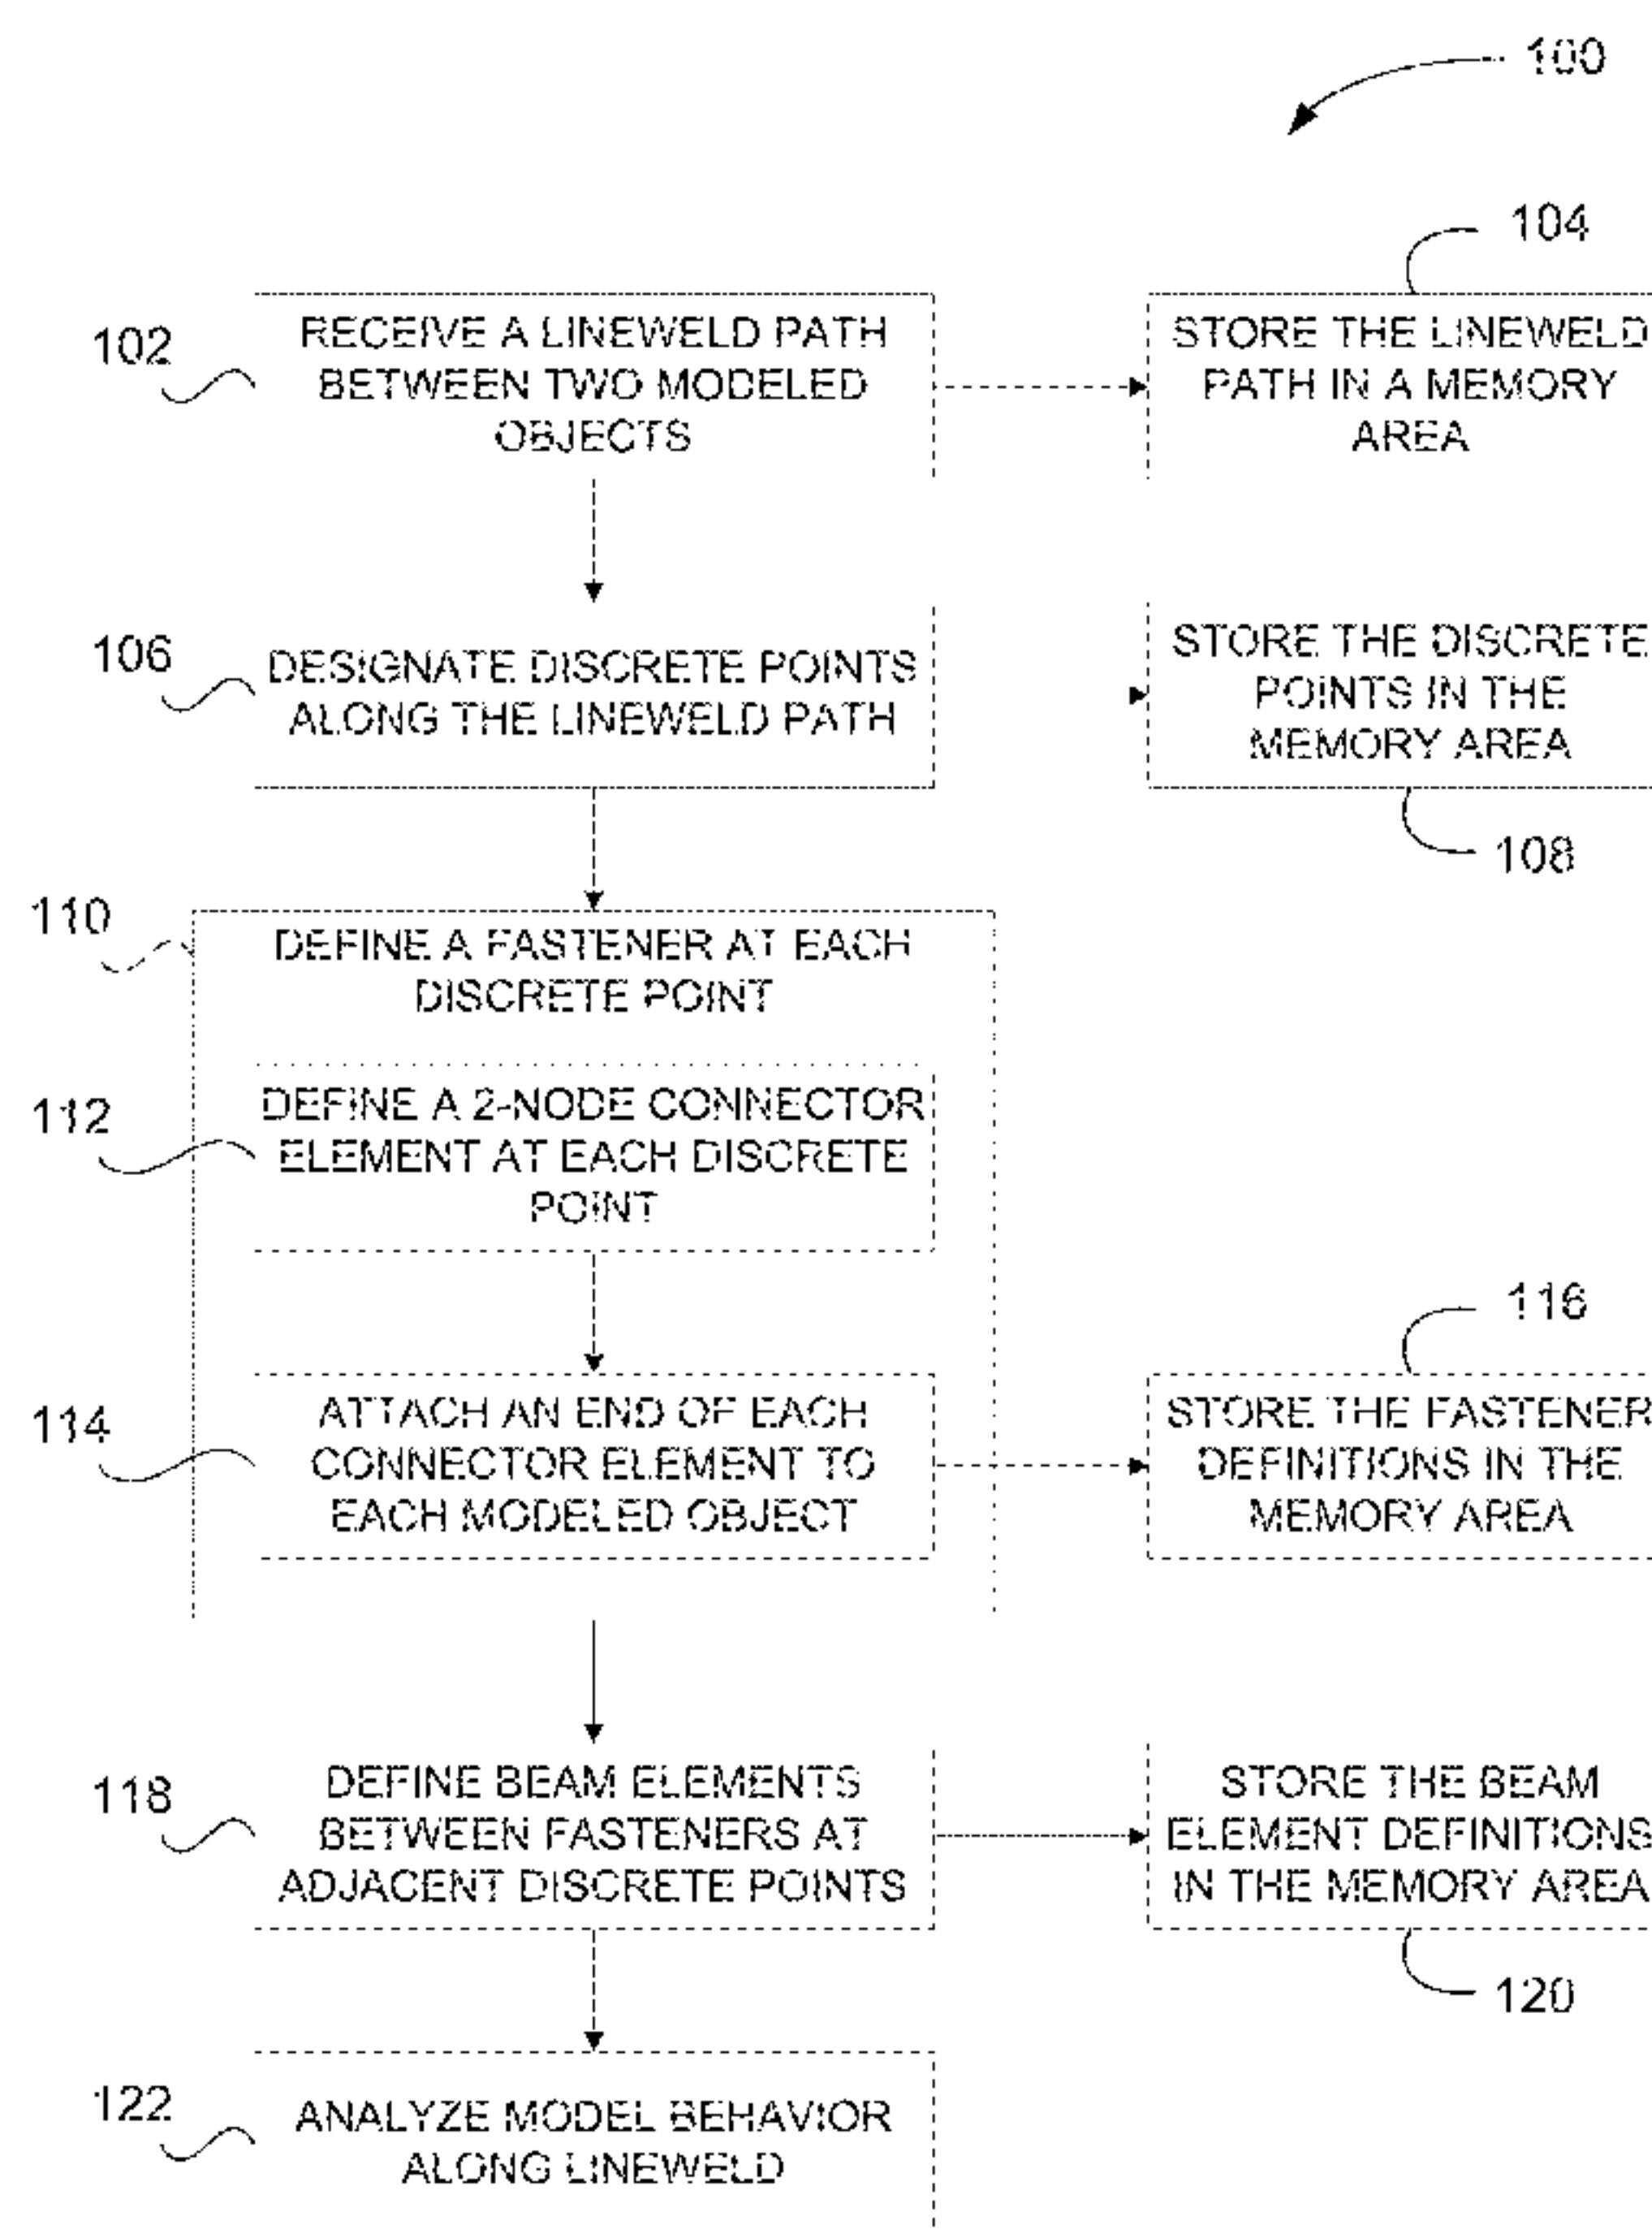 100
104
102
RECEIVE A LINEWELD PATH
BETWEEN TWO MODELED
OBJECTS
STORE THE LINEWELD
PATH IN A MEMORY
AREA
106
DESIGNATE DISCRETE POINTS
ALONG THE LINEWELD PATH
STORE THE DISCRETE
POINTS IN THE
MEMORY AREA
108
110
DEFINE A FASTENER AT EACH
DISCRETE POINT
112
DEFINE A 2-NODE CONNECTOR
ELEMENT AT EACH DISCRETE
POINT
116
114
ATTACH AN END OF EACH
CONNECTOR ELEMENT TO
EACH MODELED OBJECT
STORE THE FASTENER
DEFINITIONS IN THE
MEMORY AREA
118
DEFINE BEAM ELEMENTS
BETWEEN FASTENERS AT
ADJACENT DISCRETE POINTS
STORE THE BEAM
ELEMENT DEFINITIONS
IN THE MEMORY AREA
120
122
ANALYZE MODEL BEHAVIOR
ALONG LINEWELD